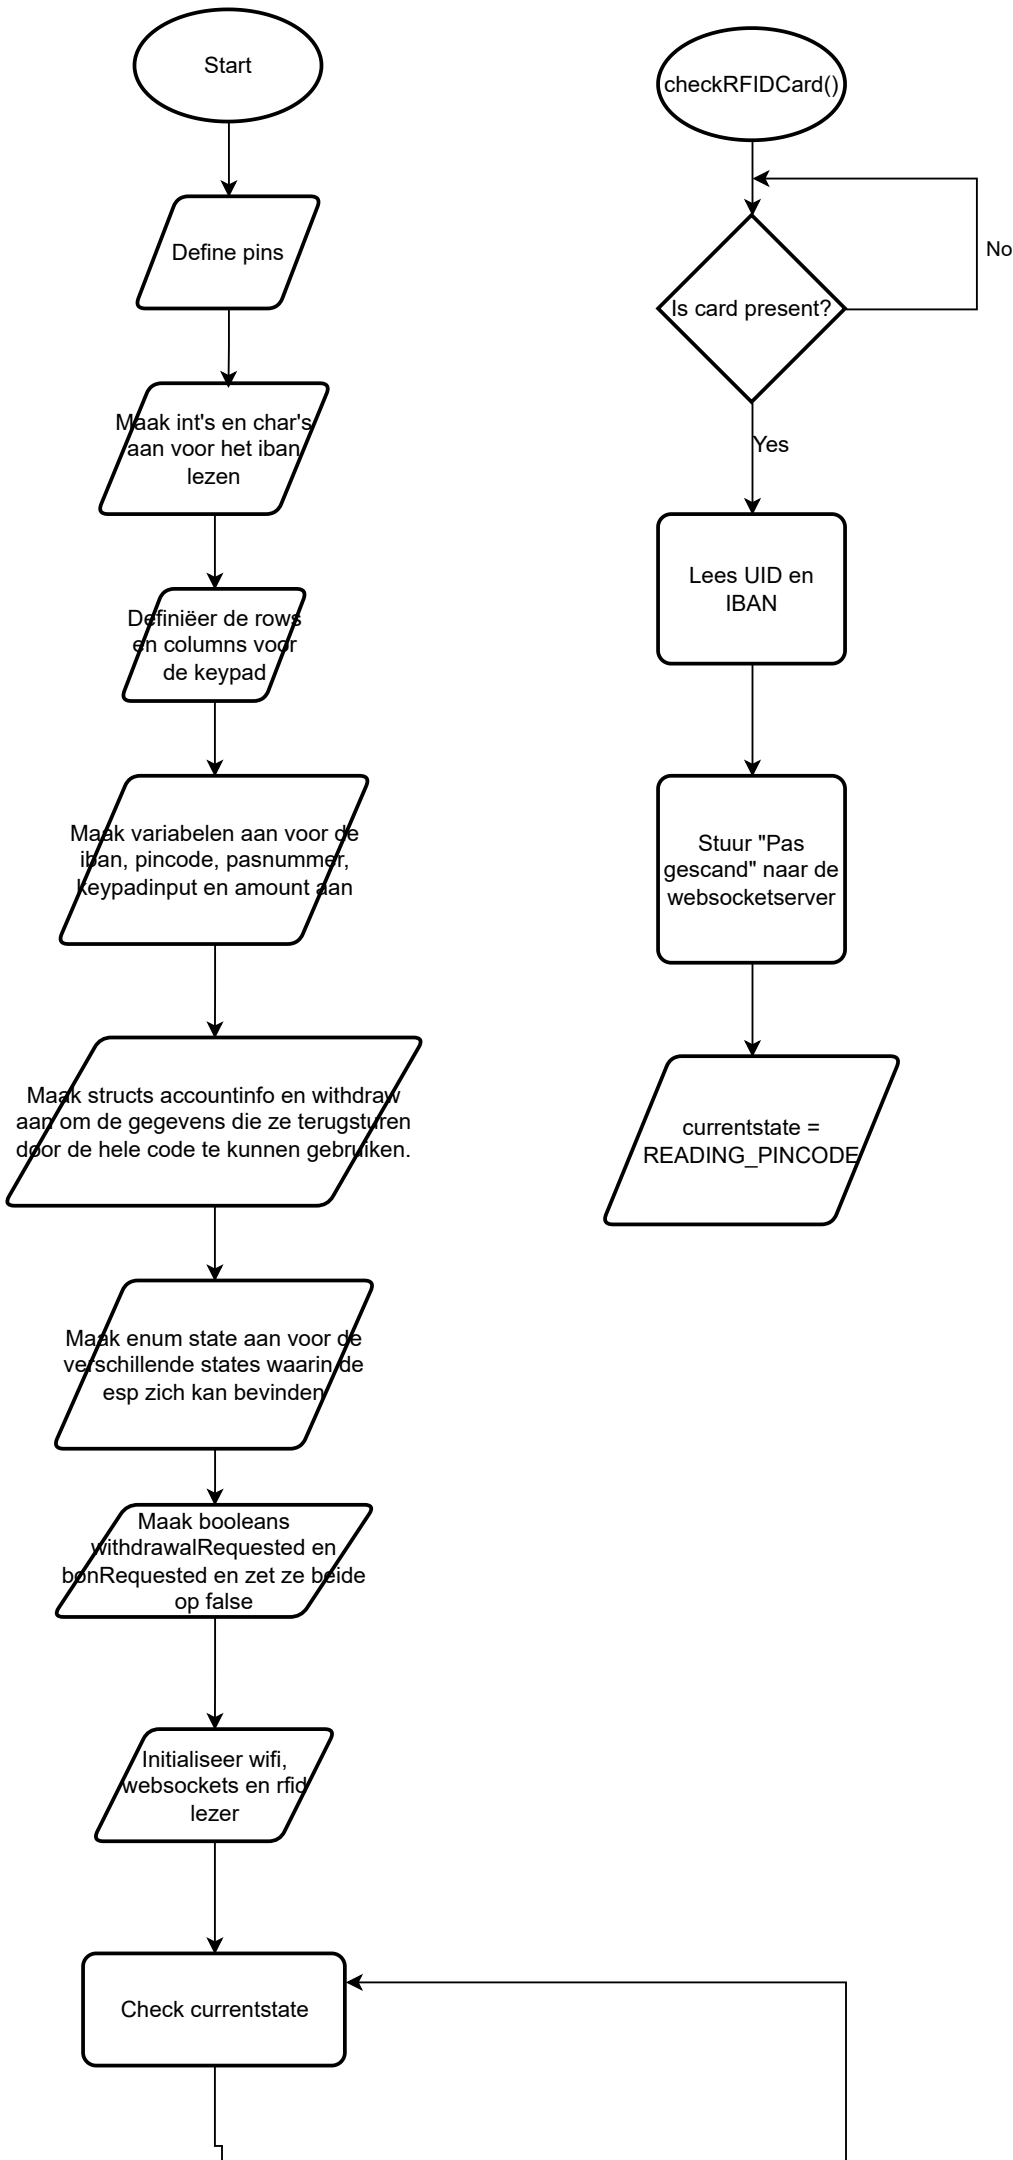 Start
Define pins
Maak int's en char's
aan voor het iban
lezen
Definiëer de rows
en columns voor
de keypad
Maak variabelen aan voor de
iban, pincode, pasnummer,
keypadinput en amount aan
Maak structs accountinfo en withdraw
aan om de gegevens die ze terugsturen
door de hele code te kunnen gebruiken.
Maak enum state aan voor de
verschillende states waarin de
esp zich kan bevinden
Maak booleans
withdrawalRequested en
bonRequested en zet ze beide
op false
Initialiseer wifi,
websockets en rfid
lezer
Check currentstate
checkRFIDCard()
Is card present?
No
Yes
Lees UID en
IBAN
Stuur "Pas
gescand" naar de
websocketserver
currentstate =
READING_PINCODE